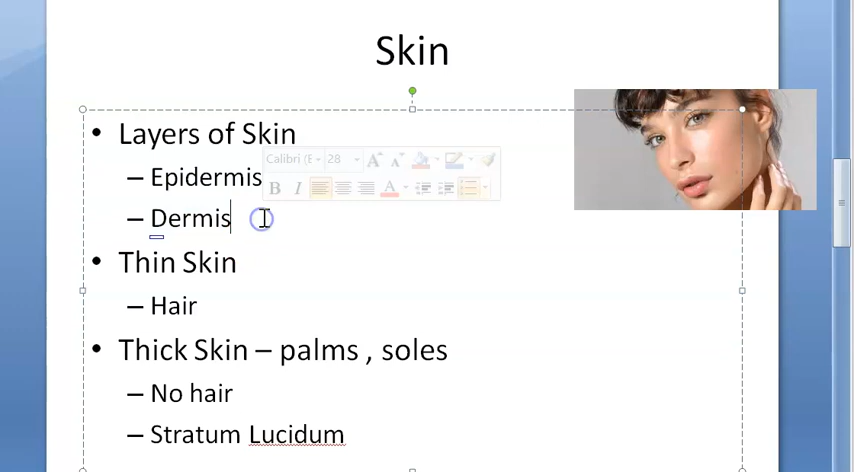 Skin
• Layers of Skin
– Epidermis
Calibri (E 28 A A
B I A
– Dermis
• Thin Skin
– Hair
• Thick Skin – palms , soles
– No hair
– Stratum Lucidum